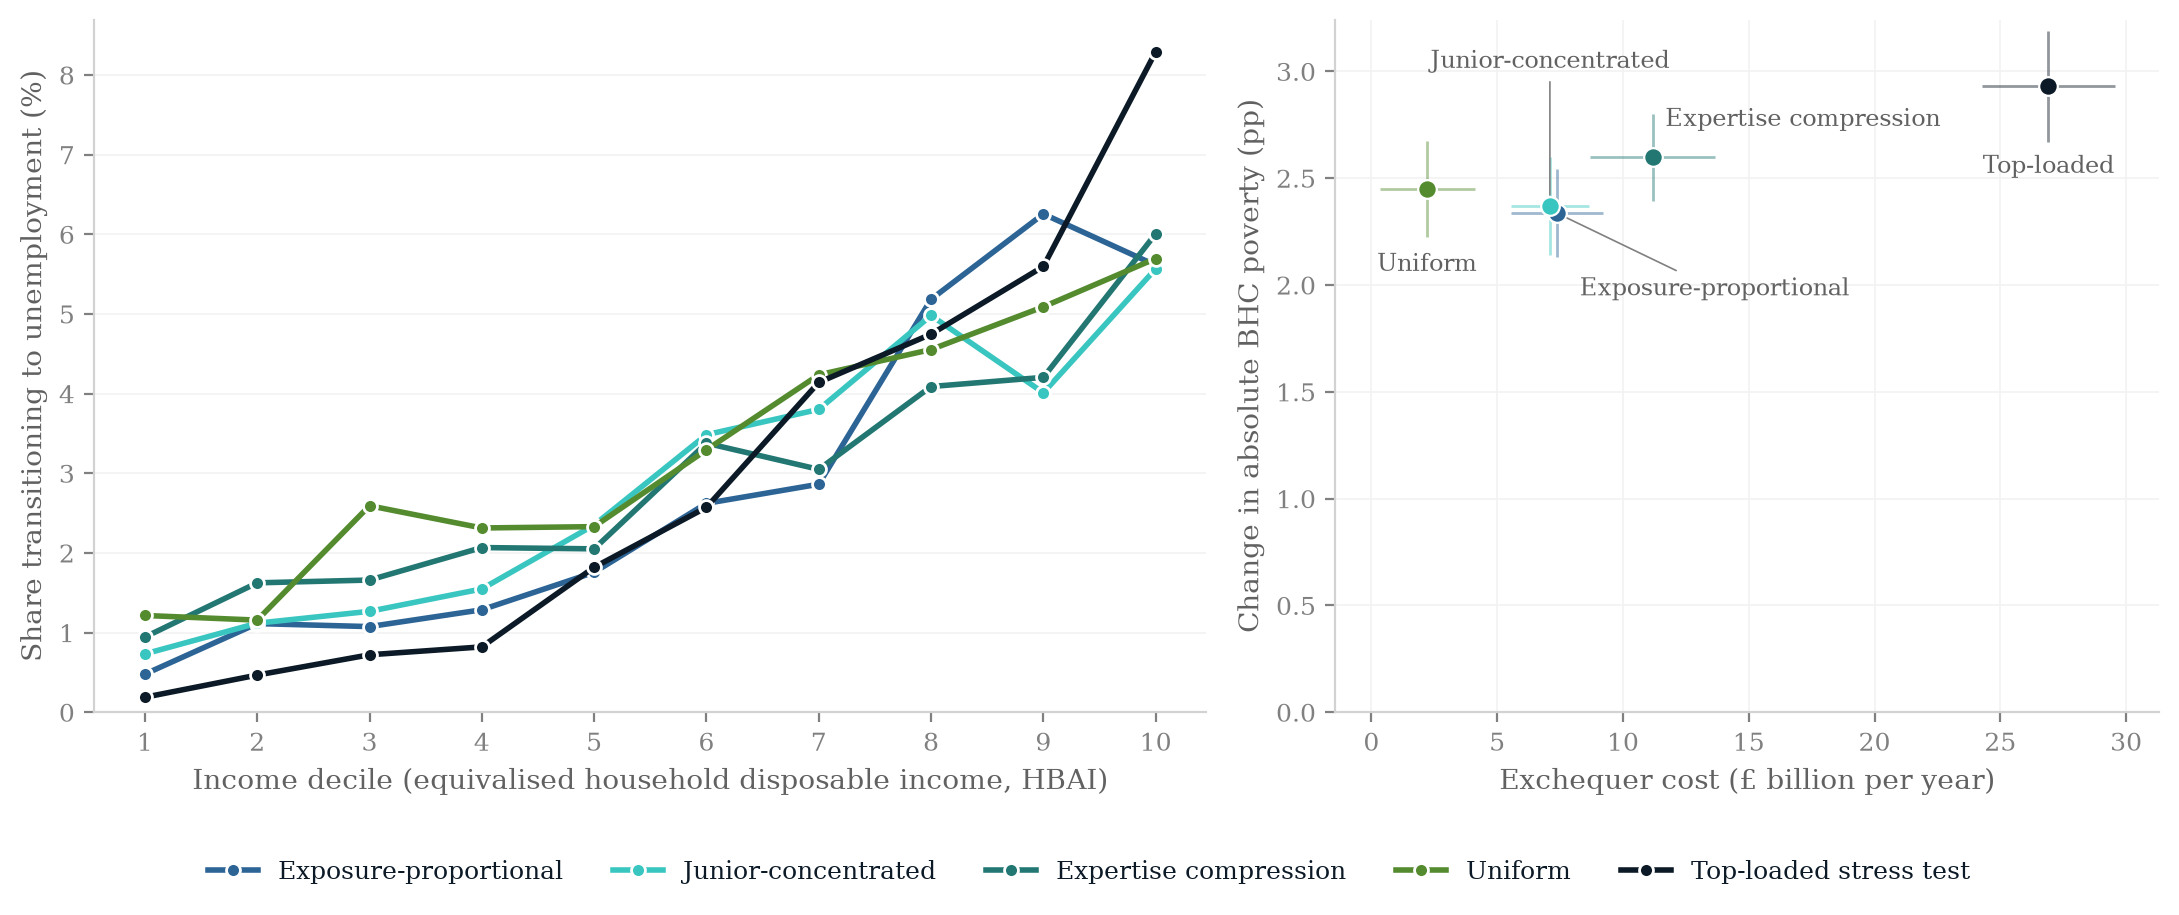 Share transitioning to unemployment (%)
8
7
6
5
4
3
2
1
0
1 2 3 4 5 6 7 8 9 10
Income decile (equivalised household disposable income, HBAI)
Change in absolute BHC poverty (pp)
3.0
2.5
2.0
1.5
1.0
0.5
0.0
Junior-concentrated
Expertise compression
Top-loaded
Uniform
Exposure-proportional
0 5 10 15 20 25 30
Exchequer cost (£ billion per year)
Exposure-proportional Junior-concentrated Expertise compression Uniform Top-loaded stress test